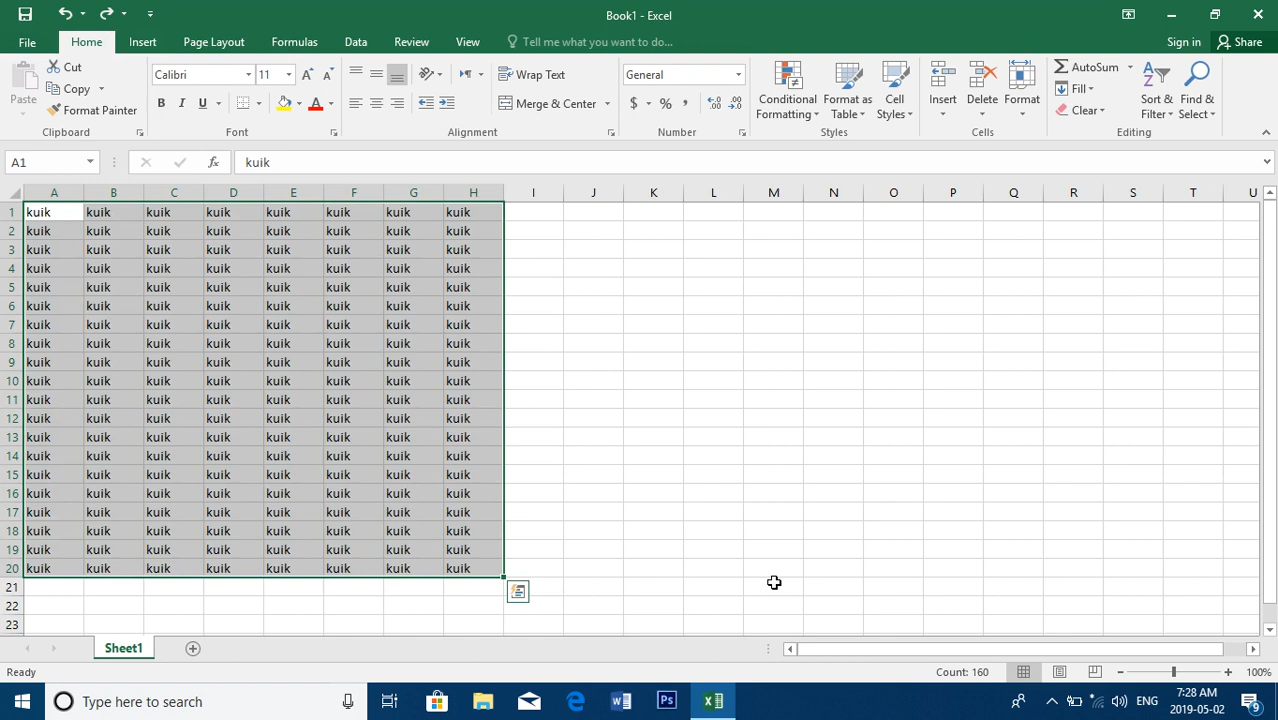 Book1 - Excel
File Home Insert Page Layout Formulas Data Review View Tell me what you want to do... Sign in Share
Paste Cut Copy Format Painter Clipboard
Calibri 11 B I U A Font
Wrap Text Merge & Center Alignment
General $ % , Number
Conditional Formatting Format as Table Cell Styles Styles
Insert Delete Format Cells
AutoSum Fill Clear Sort & Filter Find & Select Editing
A1 fx kuik
A B C D E F G H I J K L M N O P Q R S T U
1 kuik kuik kuik kuik kuik kuik kuik kuik
2 kuik kuik kuik kuik kuik kuik kuik kuik
3 kuik kuik kuik kuik kuik kuik kuik kuik
4 kuik kuik kuik kuik kuik kuik kuik kuik
5 kuik kuik kuik kuik kuik kuik kuik kuik
6 kuik kuik kuik kuik kuik kuik kuik kuik
7 kuik kuik kuik kuik kuik kuik kuik kuik
8 kuik kuik kuik kuik kuik kuik kuik kuik
9 kuik kuik kuik kuik kuik kuik kuik kuik
10 kuik kuik kuik kuik kuik kuik kuik kuik
11 kuik kuik kuik kuik kuik kuik kuik kuik
12 kuik kuik kuik kuik kuik kuik kuik kuik
13 kuik kuik kuik kuik kuik kuik kuik kuik
14 kuik kuik kuik kuik kuik kuik kuik kuik
15 kuik kuik kuik kuik kuik kuik kuik kuik
16 kuik kuik kuik kuik kuik kuik kuik kuik
17 kuik kuik kuik kuik kuik kuik kuik kuik
18 kuik kuik kuik kuik kuik kuik kuik kuik
19 kuik kuik kuik kuik kuik kuik kuik kuik
20 kuik kuik kuik kuik kuik kuik kuik kuik
21
22
23
Sheet1
Ready Count: 160 100%
Type here to search ENG 7:28 AM
2019-05-02 9